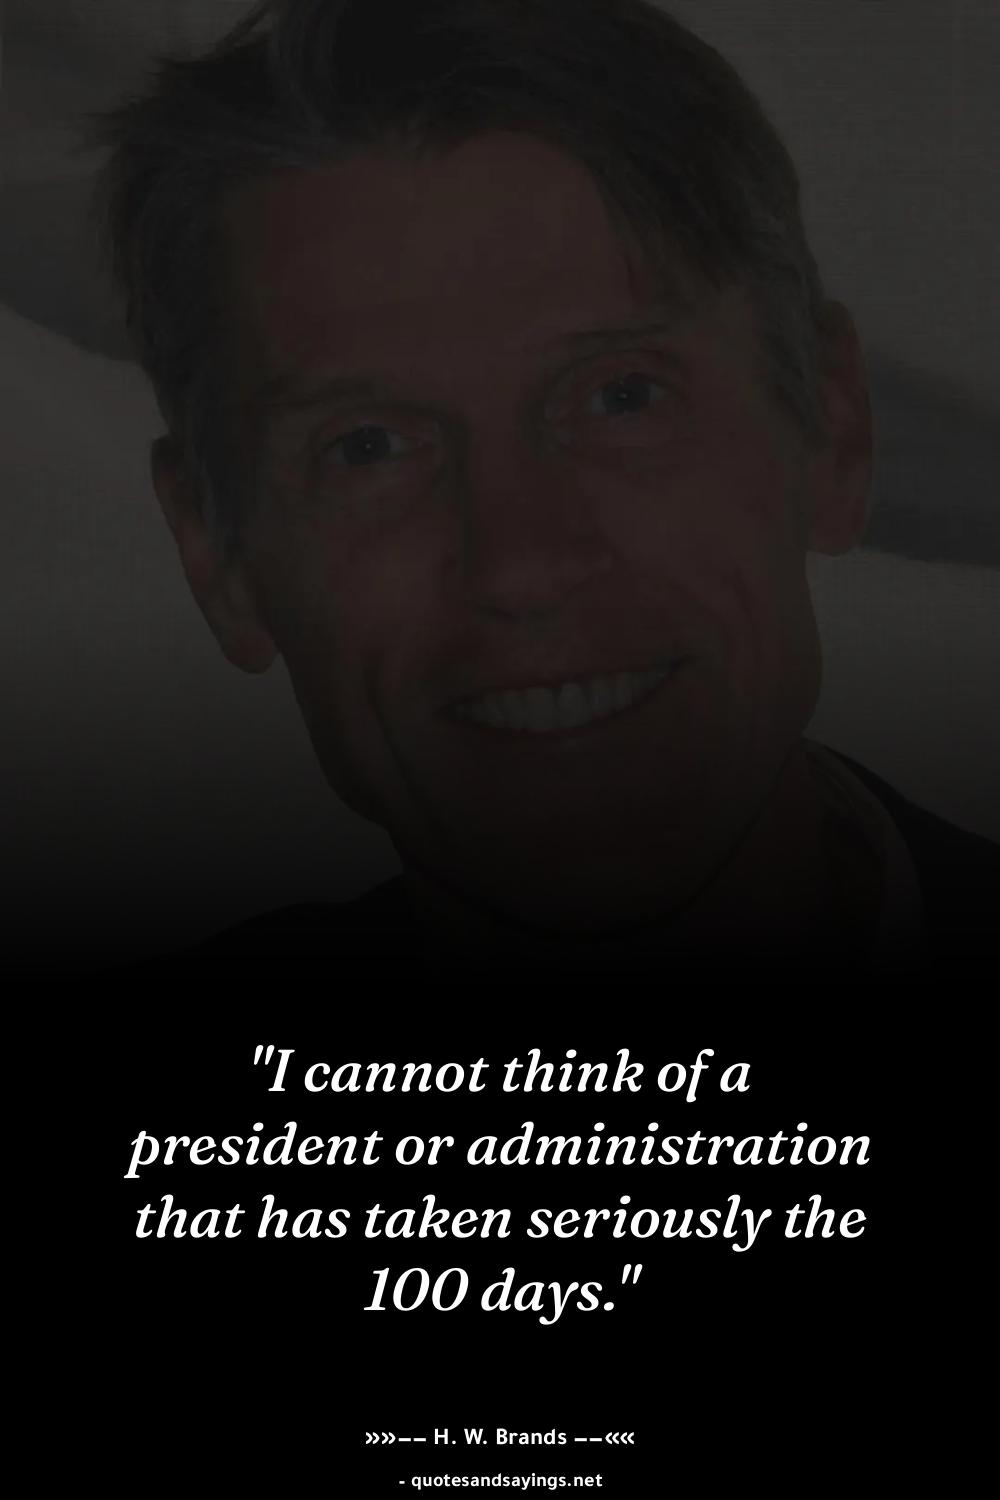 "I cannot think of a
president or administration
that has taken seriously the
100 days."
»»−− H. W. Brands −−««
- quotesandsayings.net